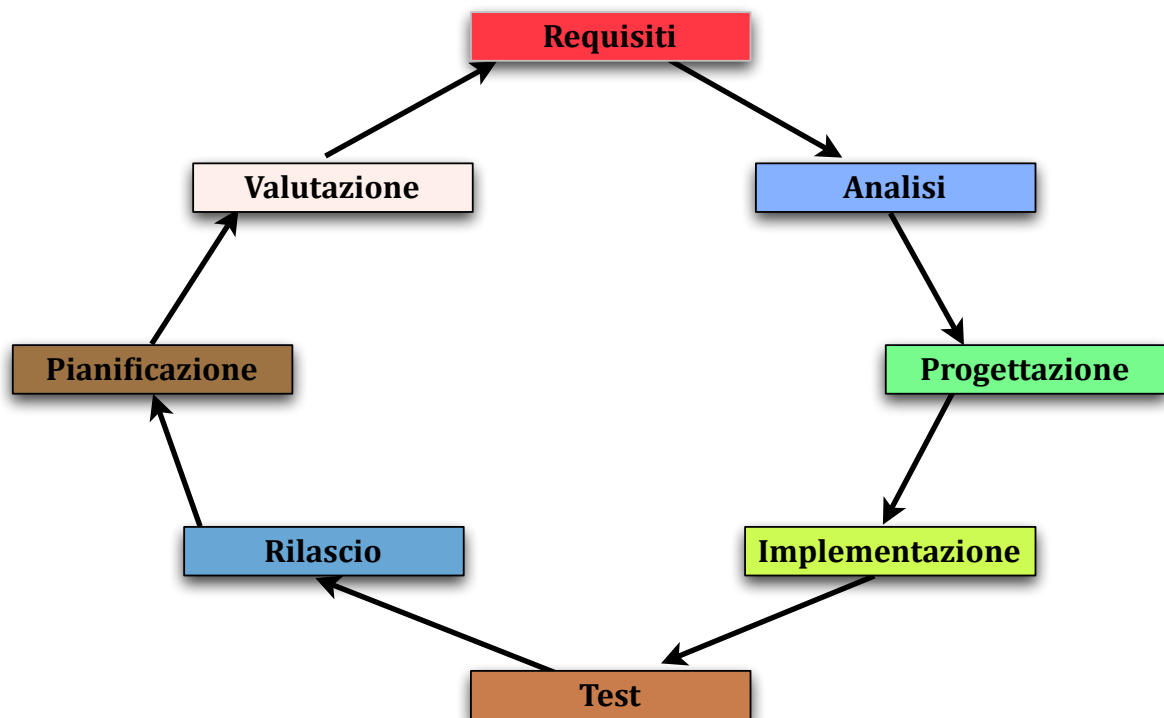 Requisiti
Valutazione
Analisi
Pianificazione
Progettazione
Rilascio
Implementazione
Test